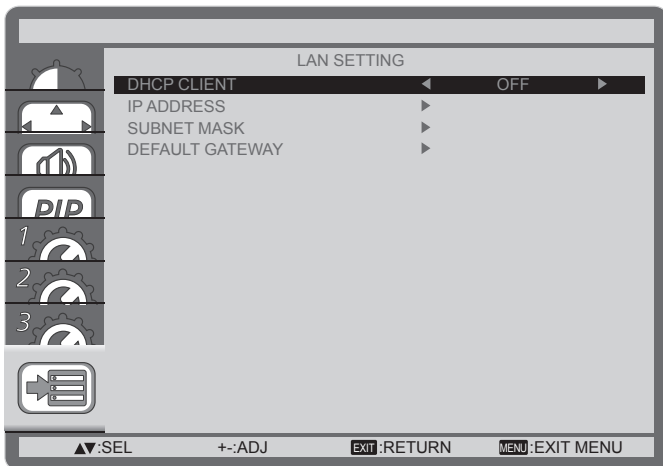 LAN SETTING
DHCP CLIENT ◀ OFF ▶
IP ADDRESS ▶
SUBNET MASK ▶
DEFAULT GATEWAY ▶
PIP
1
2
3
▲▼:SEL +-:ADJ EXIT:RETURN MENU:EXIT MENU